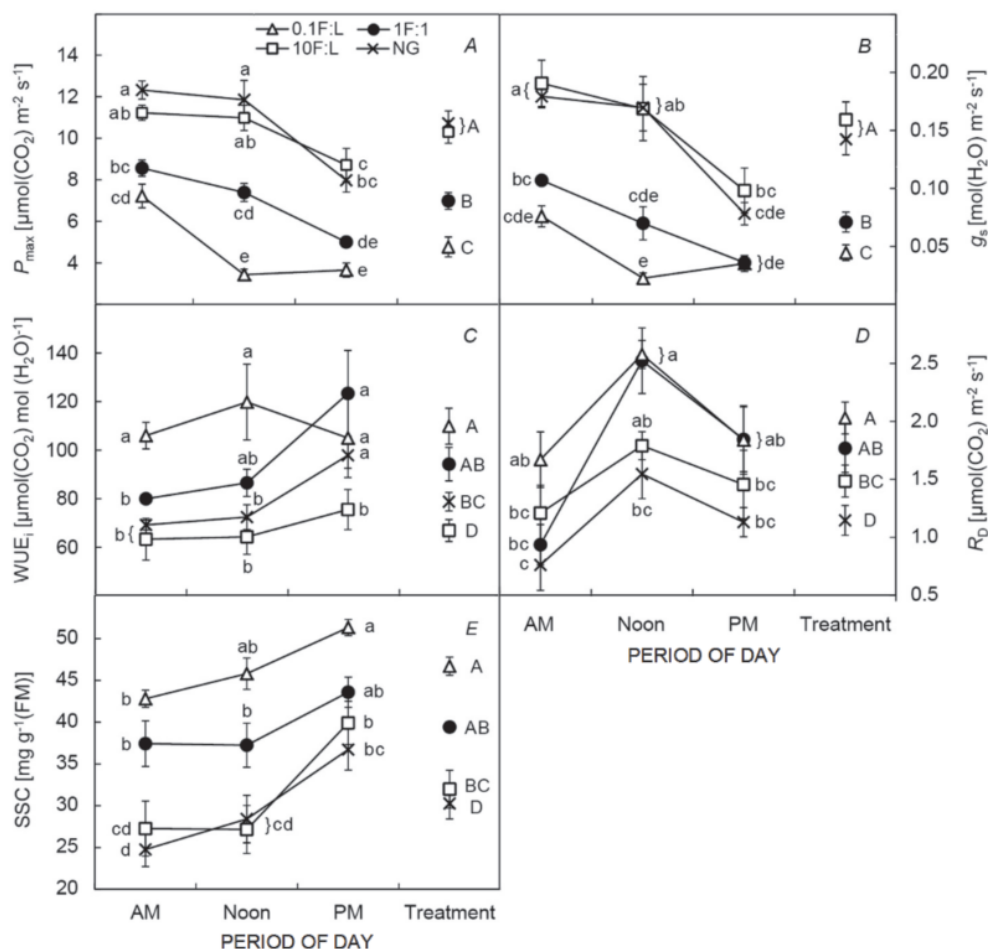 0.1F:L 1F:1
10F:L NG
A
14
12
10
8
6
4
Pmax [µmol(CO2) m-2 s-1]
a
a
ab
ab
bc
cd
cd
e
c
bc
de
e
}A
B
C
B
0.20
0.15
0.10
0.05
gs [mol(H2O) m-2 s-1]
a{
}ab
bc
cde
cde
e
bc
cde
}de
}A
B
C
C
140
120
100
80
60
WUEi [µmol(CO2) mol (H2O)-1]
a
a
b
ab
b{
b
b
a
a
a
b
A
AB
BC
D
D
2.5
2.0
1.5
1.0
0.5
RD [µmol(CO2) m-2 s-1]
ab
bc
bc
c
}a
ab
bc
}ab
bc
bc
A
AB
BC
D
AM Noon PM Treatment
PERIOD OF DAY
E
50
45
40
35
30
25
20
SSC [mg g-1(FM)]
b
ab
a
b
b
ab
cd
d
}cd
b
bc
A
AB
BC
D
AM Noon PM Treatment
PERIOD OF DAY